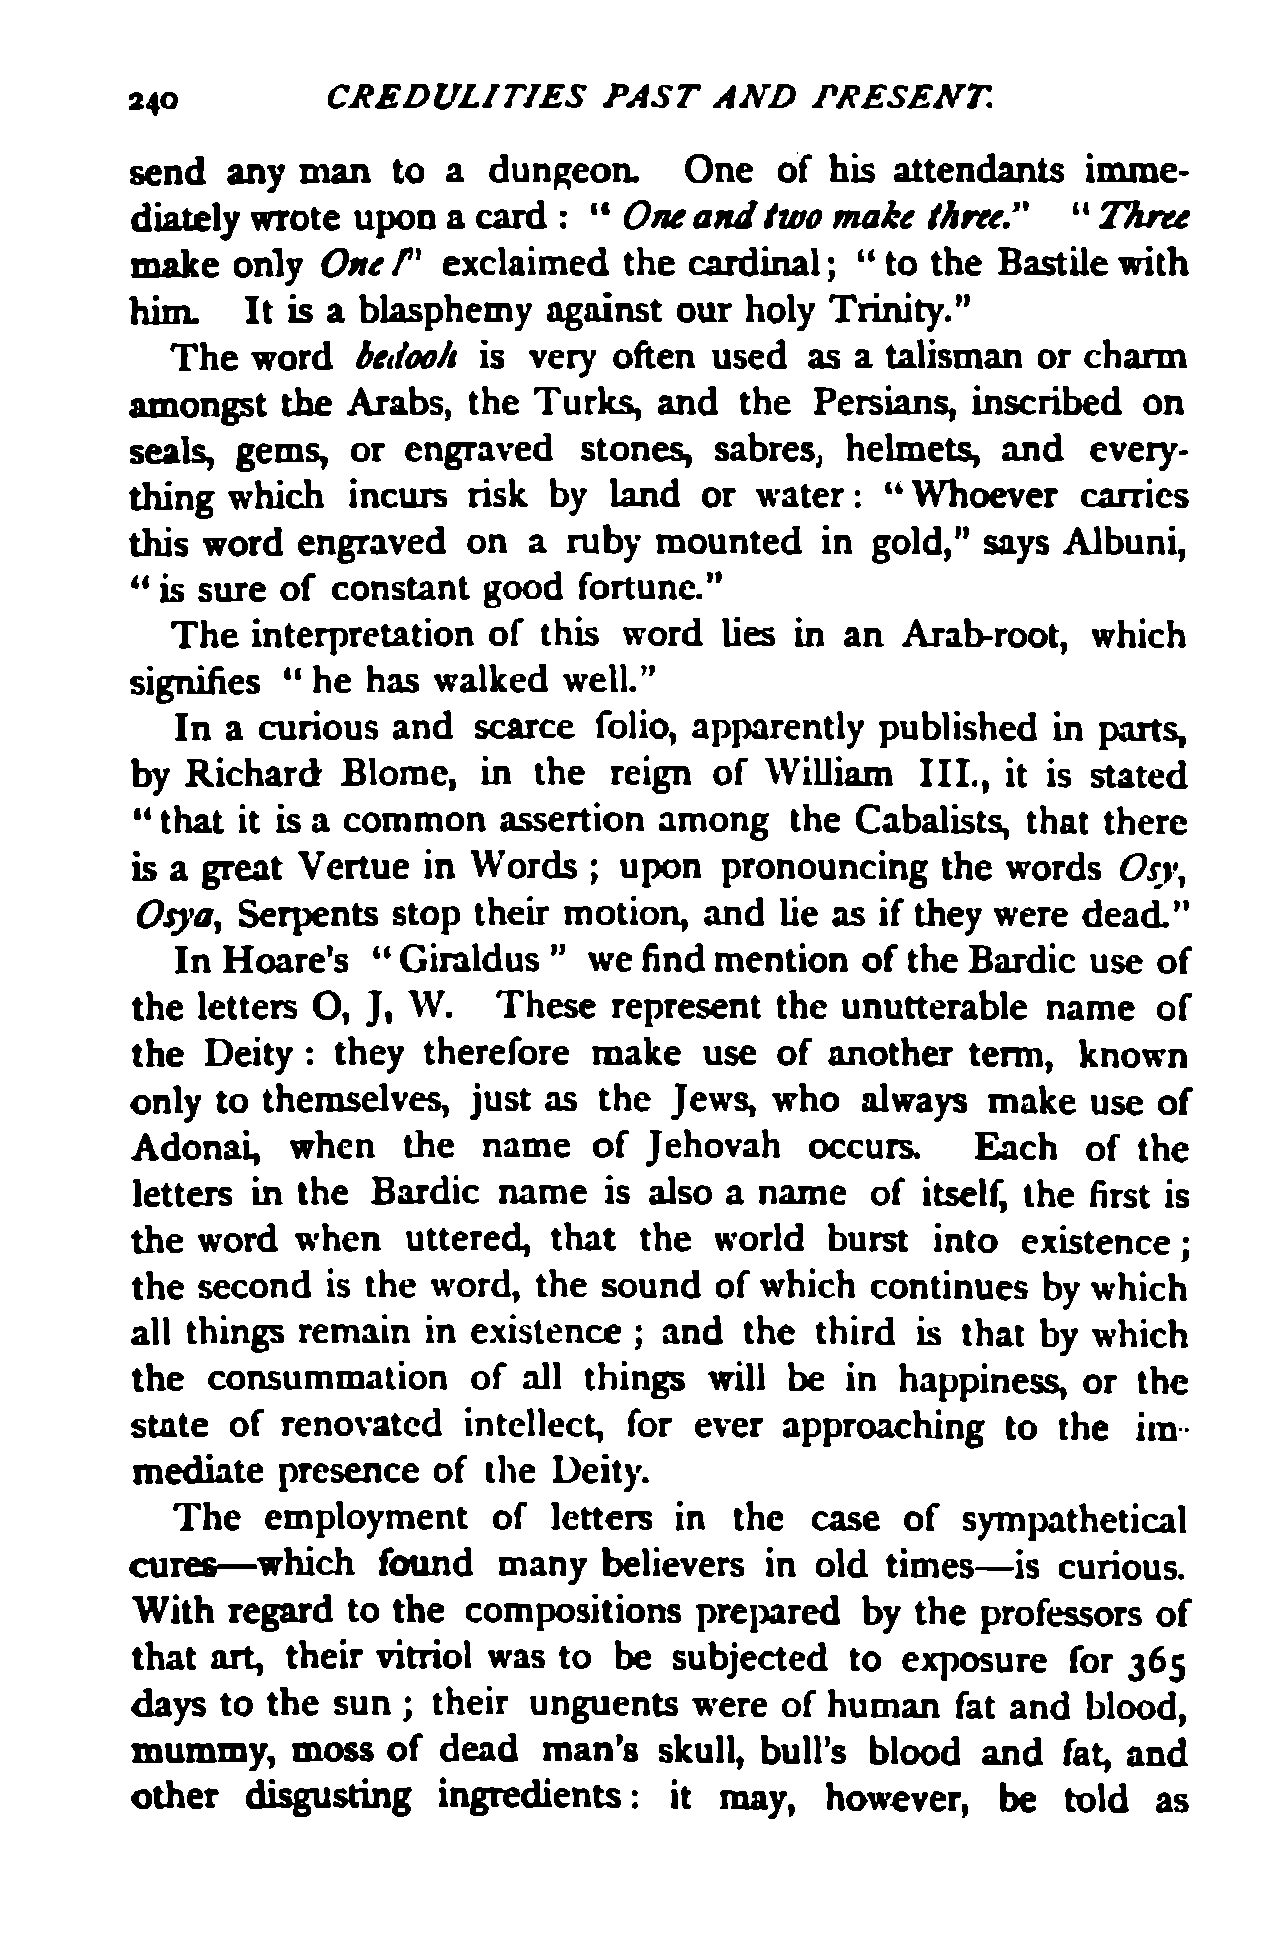 240 CREDULITIES PAST AND PRESENT.
send any man to a dungeon. One of his attendants imme-
diately wrote upon a card : “ One and two make three.” “ Three
make only One !” exclaimed the cardinal ; “ to the Bastile with
him. It is a blasphemy against our holy Trinity.”
The word bedooh is very often used as a talisman or charm
amongst the Arabs, the Turks, and the Persians, inscribed on
seals, gems, or engraved stones, sabres, helmets, and every-
thing which incurs risk by land or water : “ Whoever carries
this word engraved on a ruby mounted in gold,” says Albuni,
“ is sure of constant good fortune.”
The interpretation of this word lies in an Arab-root, which
signifies “ he has walked well.”
In a curious and scarce folio, apparently published in parts,
by Richard Blome, in the reign of William III., it is stated
“ that it is a common assertion among the Cabalists, that there
is a great Vertue in Words ; upon pronouncing the words Osy,
Osya, Serpents stop their motion, and lie as if they were dead.”
In Hoare's “ Giraldus ” we find mention of the Bardic use of
the letters O, J, W. These represent the unutterable name of
the Deity : they therefore make use of another term, known
only to themselves, just as the Jews, who always make use of
Adonai, when the name of Jehovah occurs. Each of the
letters in the Bardic name is also a name of itself, the first is
the word when uttered, that the world burst into existence ;
the second is the word, the sound of which continues by which
all things remain in existence ; and the third is that by which
the consummation of all things will be in happiness, or the
state of renovated intellect, for ever approaching to the im-
mediate presence of the Deity.
The employment of letters in the case of sympathetical
cures—which found many believers in old times—is curious.
With regard to the compositions prepared by the professors of
that art, their vitriol was to be subjected to exposure for 365
days to the sun ; their unguents were of human fat and blood,
mummy, moss of dead man's skull, bull's blood and fat, and
other disgusting ingredients : it may, however, be told as